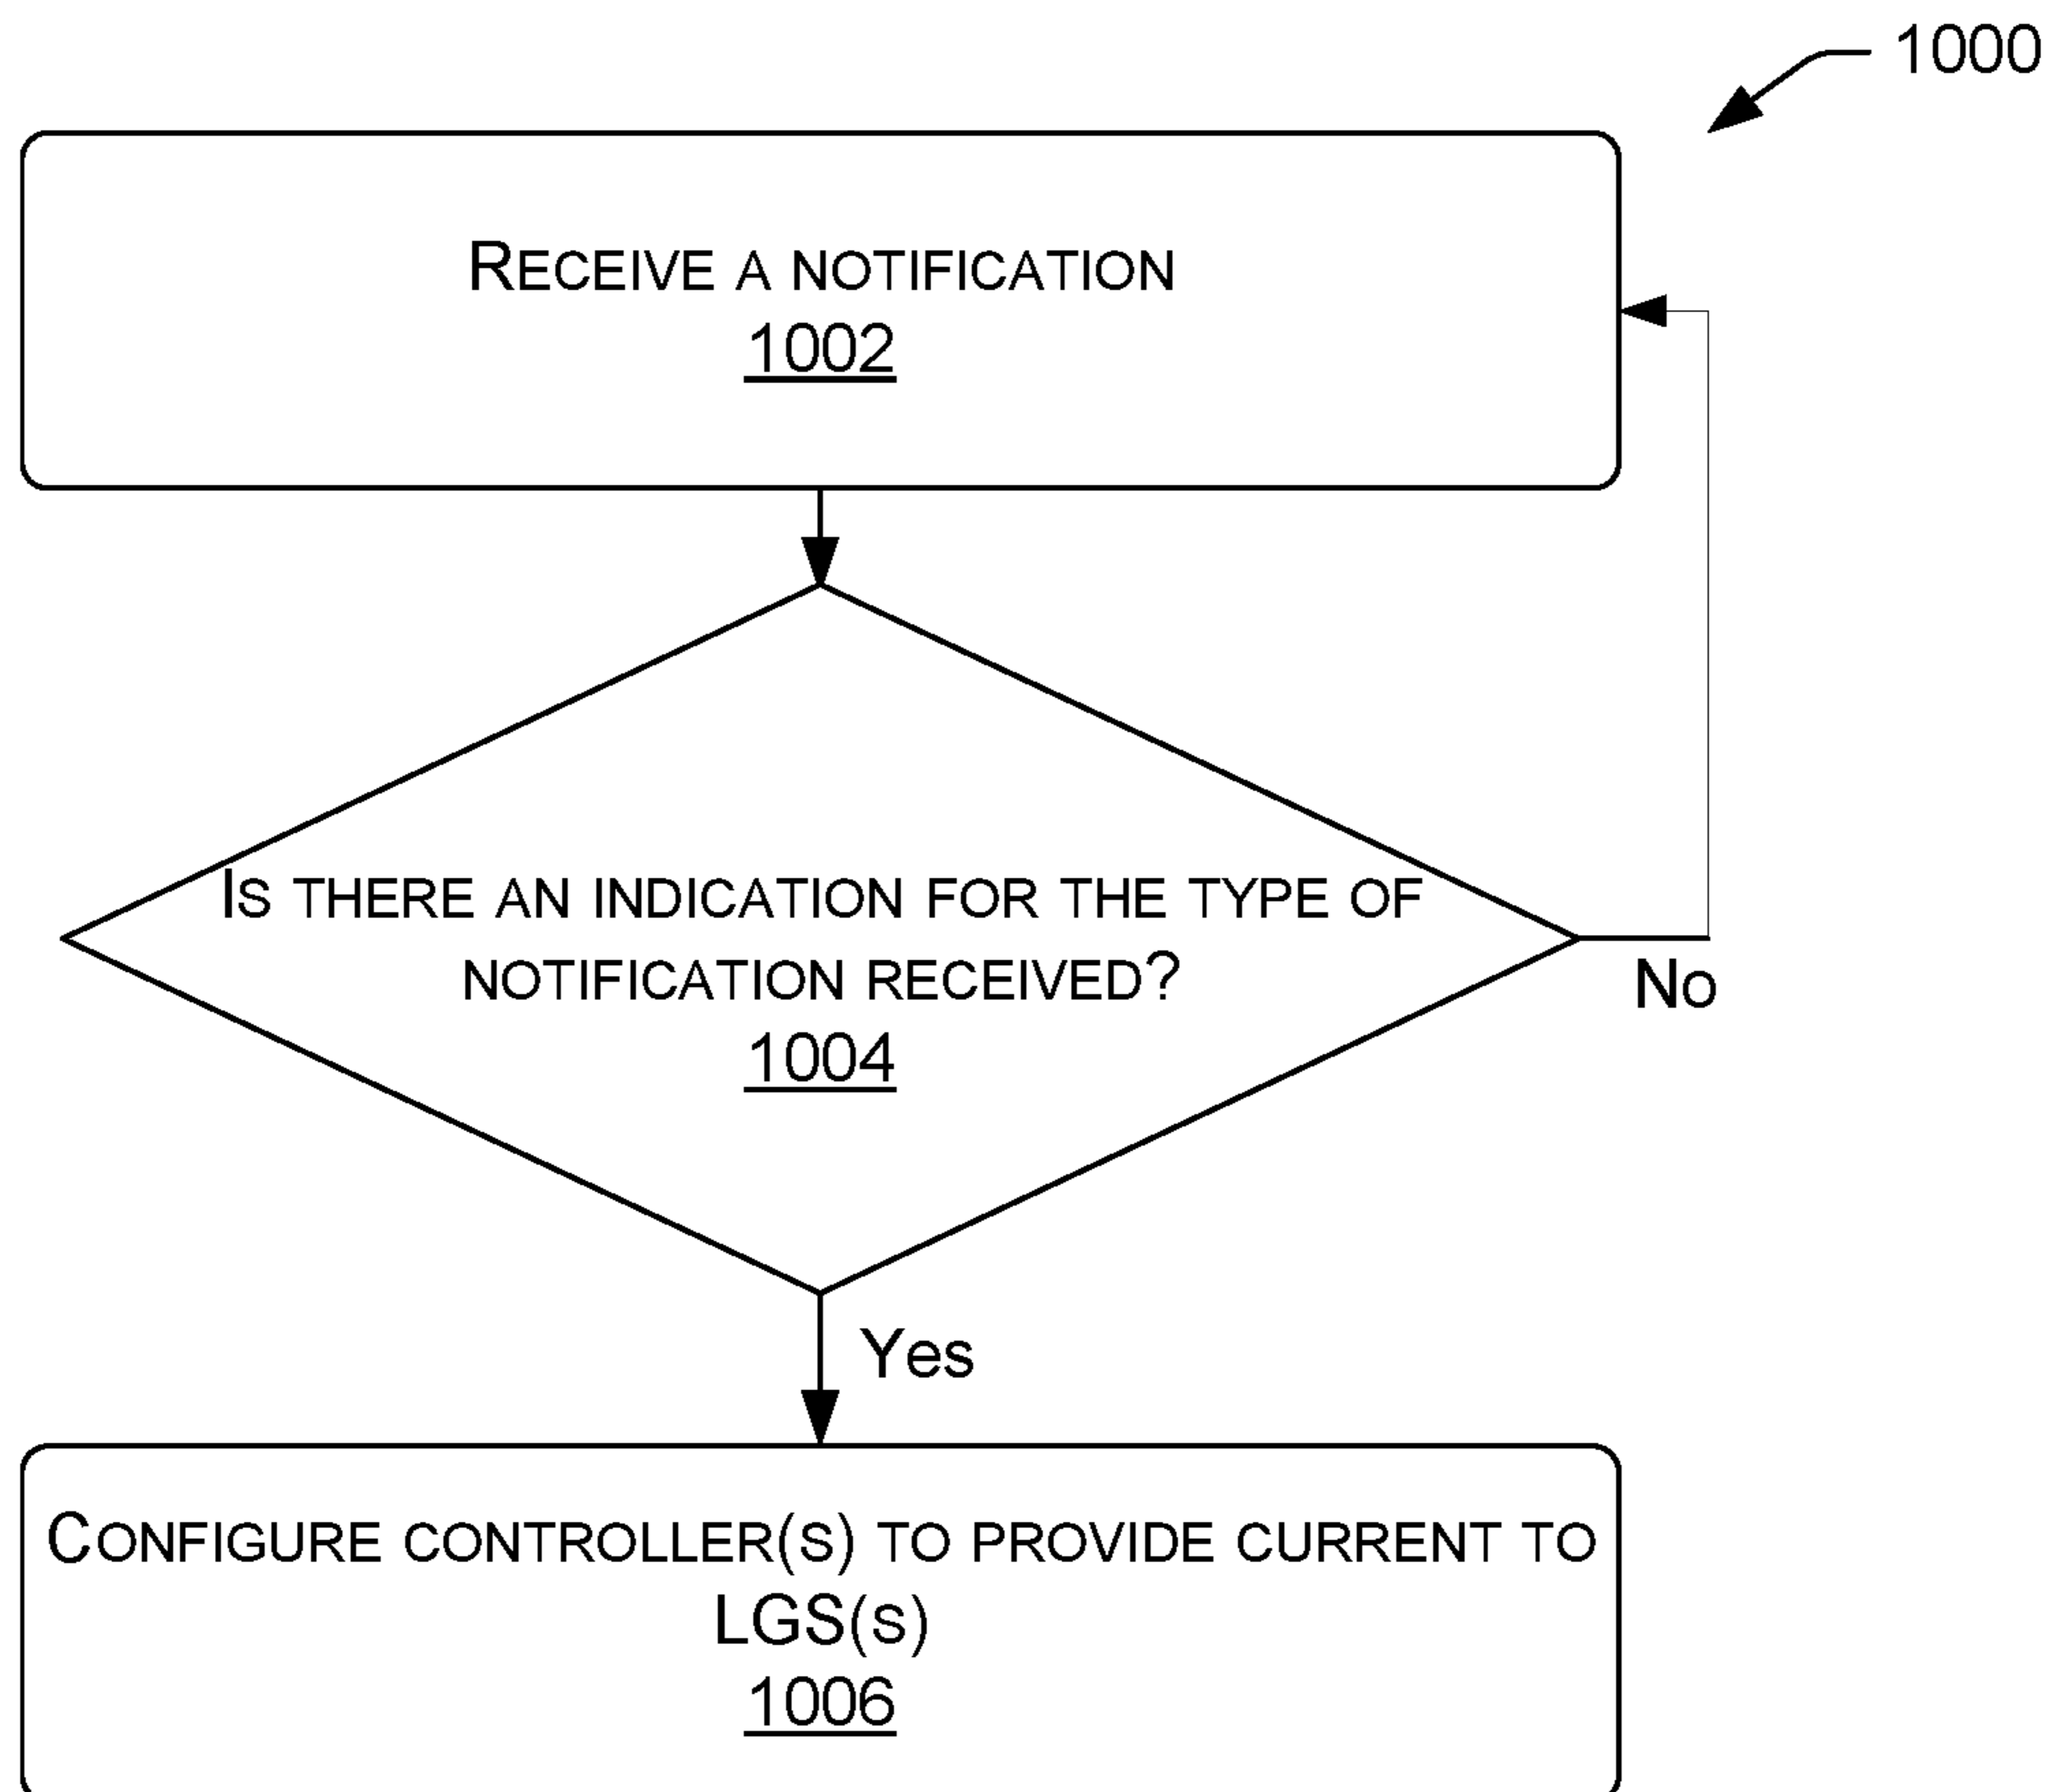 1000
RECEIVE A NOTIFICATION
1002
IS THERE AN INDICATION FOR THE TYPE OF
NOTIFICATION RECEIVED?
1004
No
Yes
CONFIGURE CONTROLLER(S) TO PROVIDE CURRENT TO
LGS(S)
1006